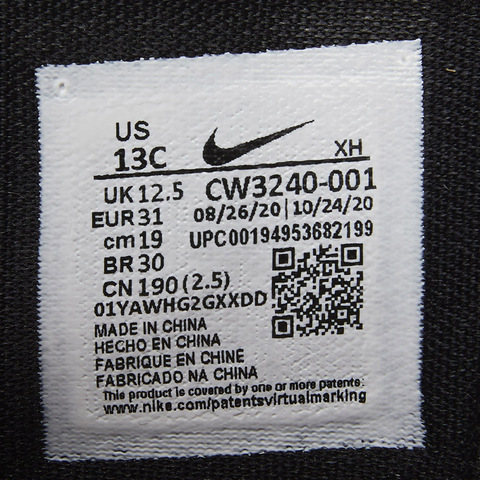 US
13C
XH
UK 12.5 CW3240-001
EUR 31 08/26/20|10/24/20
cm 19 UPC00194953682199
BR 30
CN 190 (2.5)
01YAWHG2GXXDD
MADE IN CHINA
HECHO EN CHINA
FABRIQUE EN CHINE
FABRICADO NA CHINA
This product is covered by one or more patents:
www.nike.com/patentsvirtualmarking